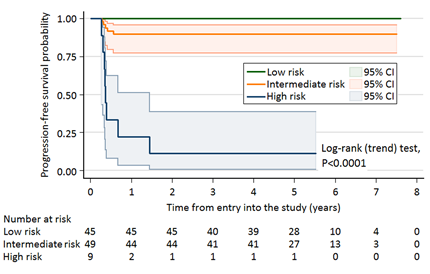 1.00
0.75
0.50
0.25
0.00
Progression-free survival probability
Low risk 95% CI
Intermediate risk 95% CI
High risk 95% CI
Log-rank (trend) test,
P<0.0001
0 1 2 3 4 5 6 7 8
Time from entry into the study (years)
Number at risk
Low risk 45 45 45 40 39 28 10 4 0
Intermediate risk 49 44 44 41 41 27 13 3 0
High risk 9 2 1 1 1 1 0 0 0